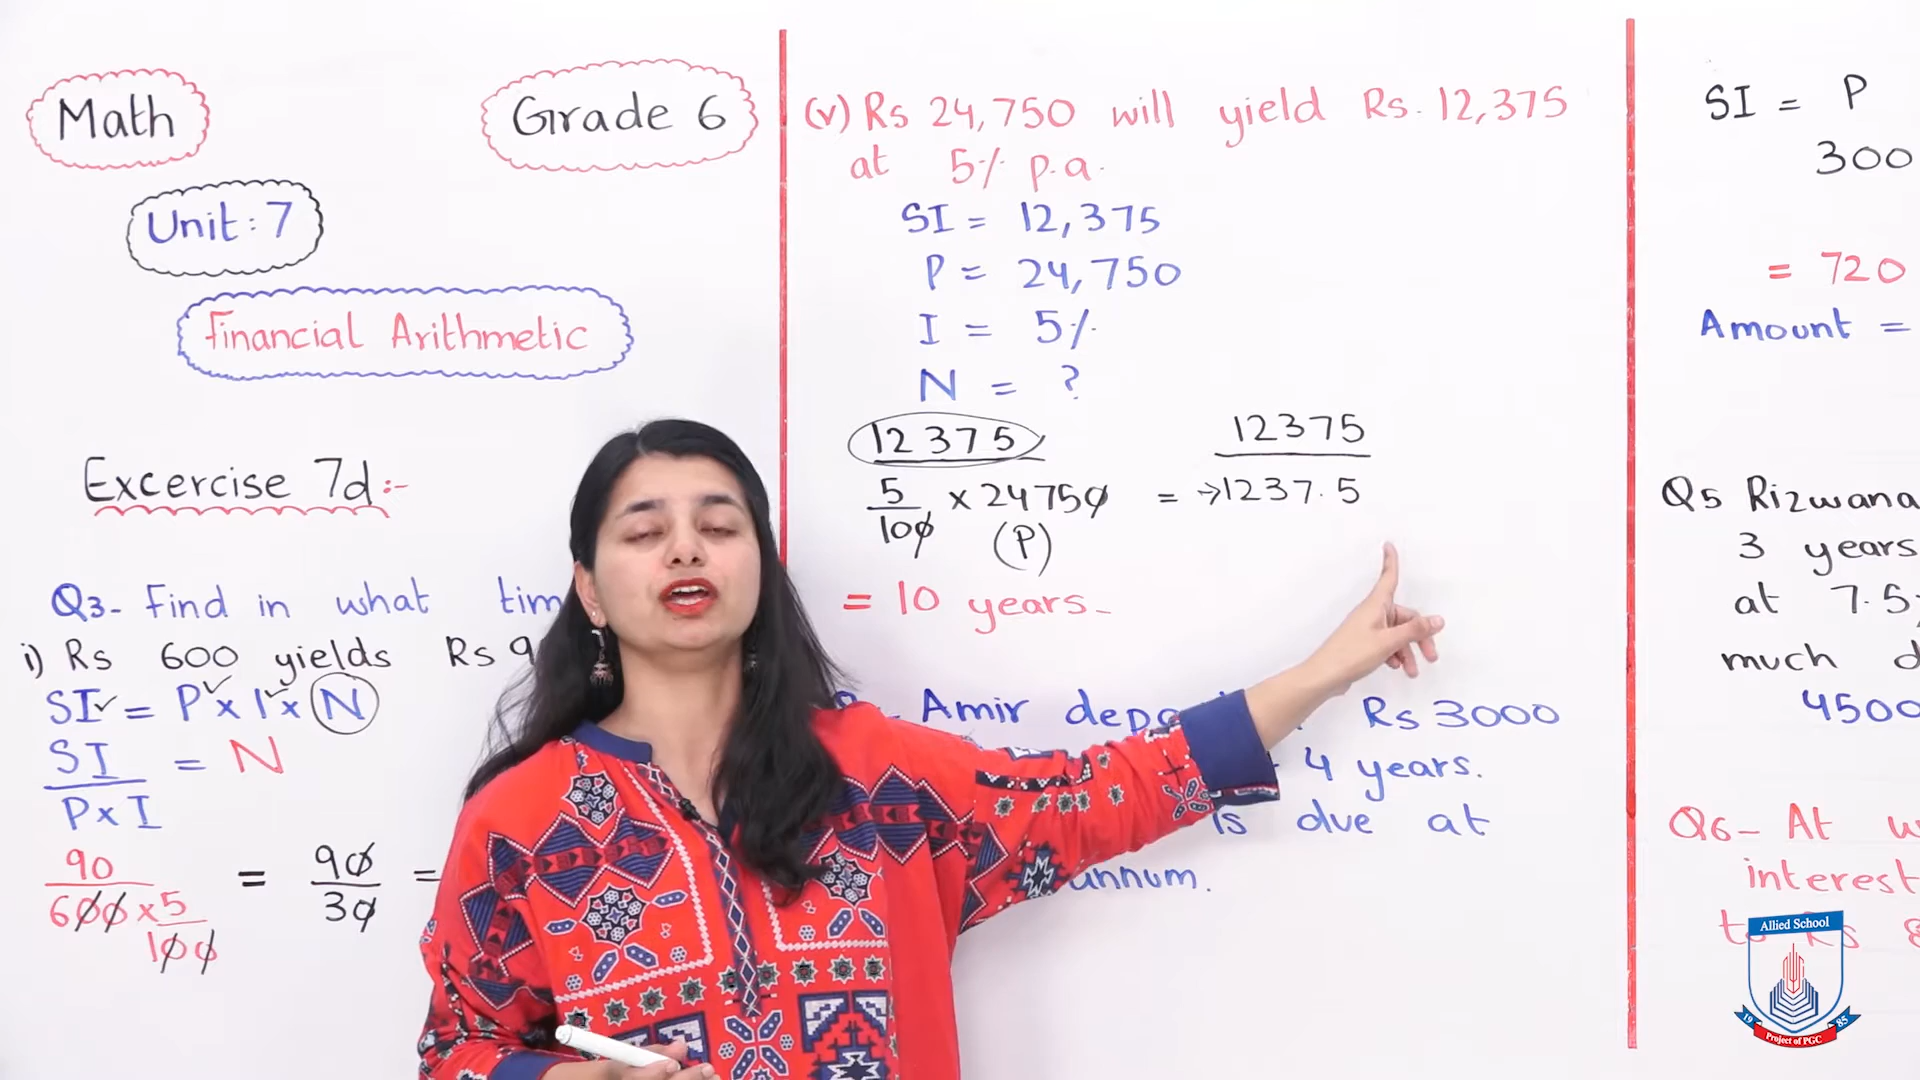 Math
Grade 6
Unit: 7
Financial Arithmetic
Excercise 7d:-
Q3- Find in what
i) Rs 600 yields Rs
SI = P x I x N
SI = N
P x I
90 = 90 =
600 x 5 30
100
(v) Rs 24,750 will yield Rs. 12,375
at 5% p.a.
SI = 12,375
P = 24,750
I = 5%
N = ?
12375 12375
5 x 24750 = →1237.5
100 (P)
= 10 years-
Amir Rs 3000
4 years.
is due at
annum.
SI = P
300
= 720
Amount =
Q5 Rizwana
3 years
at 7.5
much
4500
Q6- At
interest
to Rs
Allied School
1985
Project of PGC